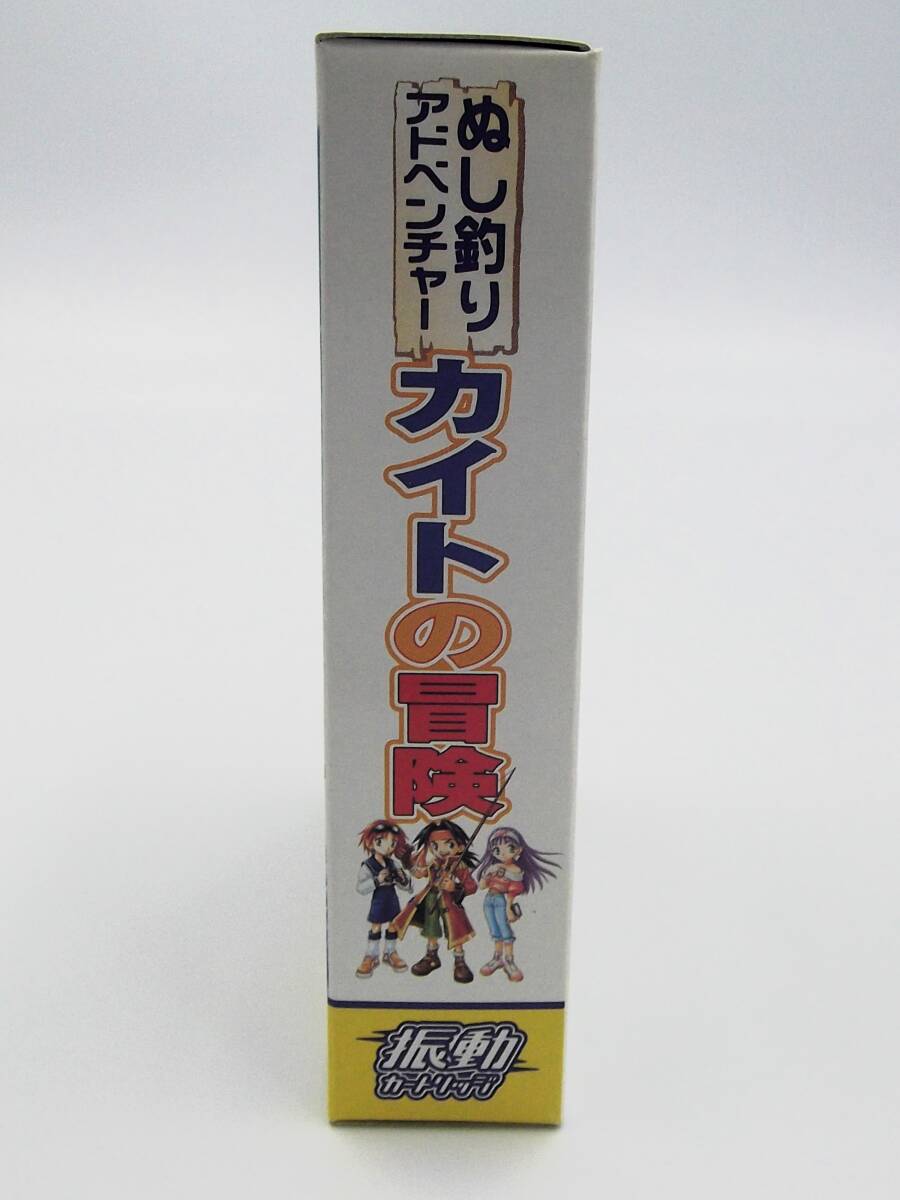 ぬし釣り
アドベンチャー
カイトの冒険
振動
カートリッジ